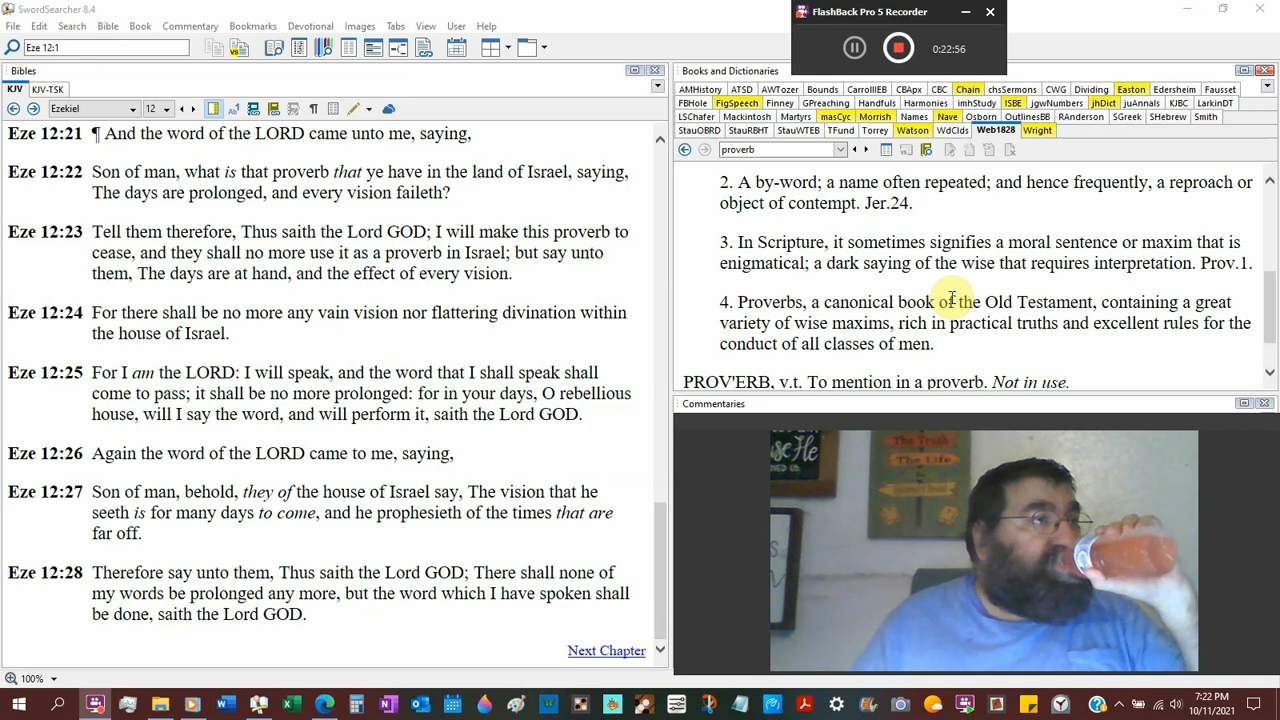 SwordSearcher 8.4
FlashBack Pro 5 Recorder
File Edit Search Bible Book Commentary Bookmarks Devotional Images Tabs User Help
0:22:56
Eze 12:1
Bibles
KJV KJV-TSK
Ezekiel 12
Eze 12:21 ¶ And the word of the LORD came unto me, saying,
Eze 12:22 Son of man, what is that proverb that ye have in the land of Israel, saying,
The days are prolonged, and every vision faileth?
Eze 12:23 Tell them therefore, Thus saith the Lord GOD; I will make this proverb to
cease, and they shall no more use it as a proverb in Israel; but say unto
them, The days are at hand, and the effect of every vision.
Eze 12:24 For there shall be no more any vain vision nor flattering divination within
the house of Israel.
Eze 12:25 For I am the LORD: I will speak, and the word that I shall speak shall
come to pass; it shall be no more prolonged: for in your days, O rebellious
house, will I say the word, and will perform it, saith the Lord GOD.
Eze 12:26 Again the word of the LORD came to me, saying,
Eze 12:27 Son of man, behold, they of the house of Israel say, The vision that he
seeth is for many days to come, and he prophesieth of the times that are
far off.
Eze 12:28 Therefore say unto them, Thus saith the Lord GOD; There shall none of
my words be prolonged any more, but the word which I have spoken shall
be done, saith the Lord GOD.
Next Chapter
100%
Books and Dictionaries
AMHistory ATSD AWTozer Bounds CarrollEIB CBApx CBC Chain chsSermons CWG Dividing Easton Edersheim Fausset
FBHole FigSpeech Finney GPreaching Handfuls Harmonies imhStudy ISBE jgwNumbers jhDict juAnnals KJBC LarkinDT
LSChafer Mackintosh Martyrs masCyc Morrish Names Nave Osborn OutlinesBB RAnderson SGreek SHebrew Smith
StauOBRD StauRBHT StauWTEB TFund Torrey Watson WdClds Web1828 Wright
proverb
2. A by-word; a name often repeated; and hence frequently, a reproach or
object of contempt. Jer.24.
3. In Scripture, it sometimes signifies a moral sentence or maxim that is
enigmatical; a dark saying of the wise that requires interpretation. Prov.1.
4. Proverbs, a canonical book of the Old Testament, containing a great
variety of wise maxims, rich in practical truths and excellent rules for the
conduct of all classes of men.
PROV'ERB, v.t. To mention in a proverb. Not in use.
Commentaries
The Truth
The Life
7:22 PM
10/11/2021